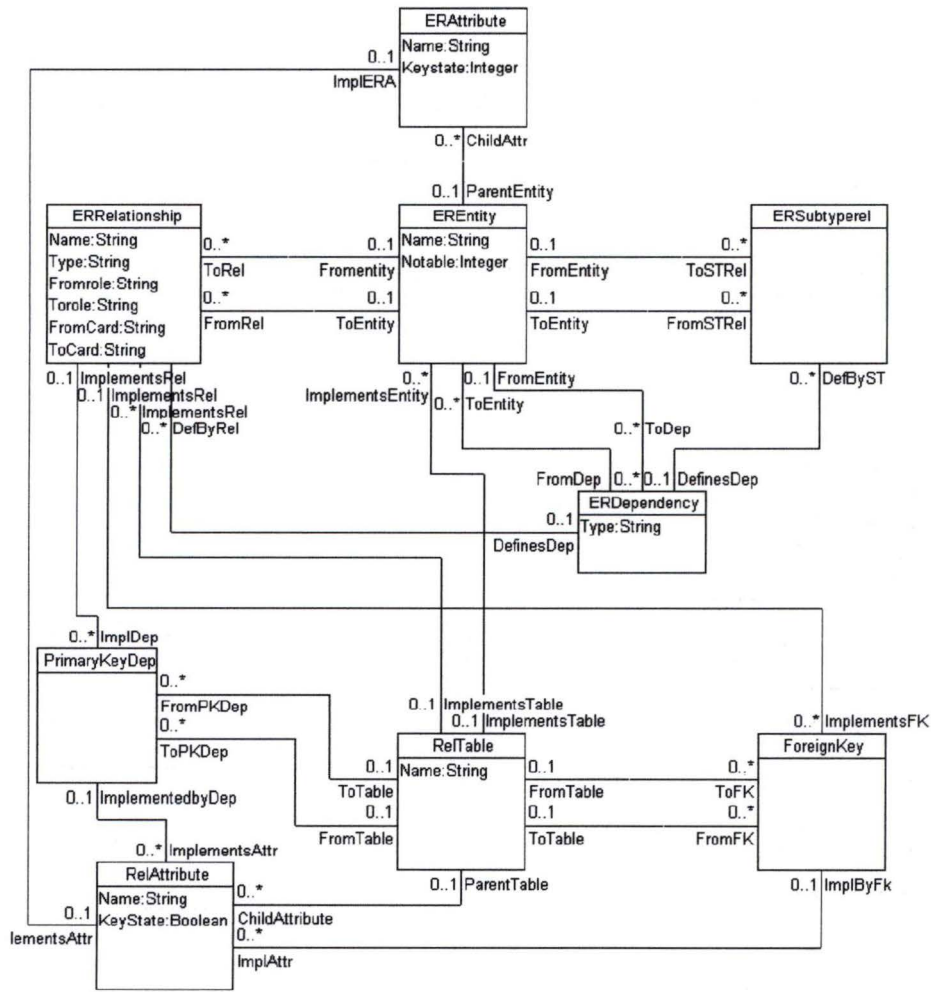 ERAttribute
Name:String
Keystate:Integer
0..1
ImplERA
0..* ChildAttr
0..1 ParentEntity
ERRelationship
Name:String
Type:String
Fromrole:String
Torole:String
FromCard:String
ToCard:String
0..* 0..1
ToRel Fromentity
0..* 0..1
FromRel ToEntity
EREntity
Name:String
Notable:Integer
0..1 0..*
FromEntity ToSTRel
0..1 0..*
ToEntity FromSTRel
ERSubtyperel
0..1 ImplementsRel
0..1 ImplementsRel
0..* ImplementsRel
0..* DefByRel
0..*
ImplementsEntity
0..1 FromEntity
0..* ToEntity
0..* DefByST
0..* ToDep
FromDep 0..* 0..1 DefinesDep
ERDependency
Type:String
0..1
DefinesDep
0..* ImplDep
PrimaryKeyDep
0..*
FromPKDep
0..*
ToPKDep
0..1 ImplementsTable
0..1 ImplementsTable
0..* ImplementsFK
RelTable
Name:String
0..1
ToTable
0..1
FromTable
0..1 0..*
FromTable ToFK
0..1 0..*
ToTable FromFK
ForeignKey
0..1 ImplementedbyDep
0..* ImplementsAttr
0..1 ParentTable
0..1 ImplByFk
RelAttribute
Name:String
KeyState:Boolean
0..1
lementsAttr
0..*
ChildAttribute
0..*
ImplAttr